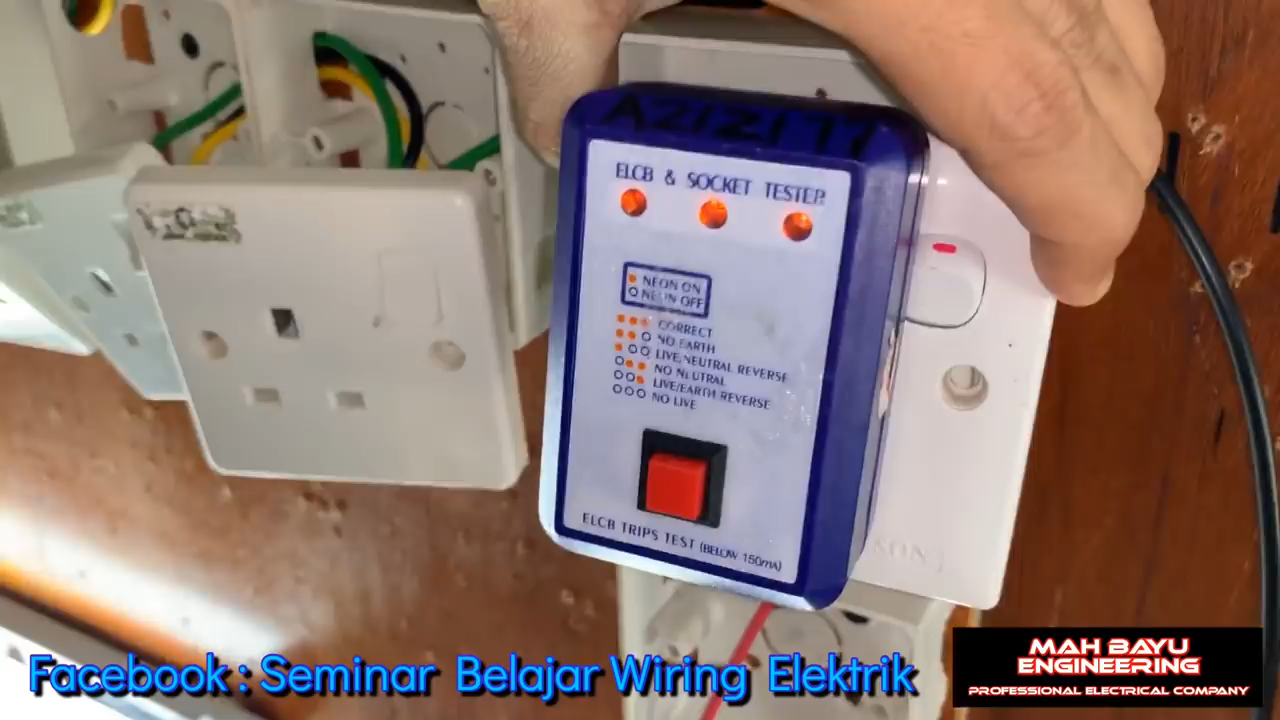 ELCB & SOCKET TESTER
NEON ON
NEON OFF
CORRECT
NO EARTH
LIVE/NEUTRAL REVERSE
NO NEUTRAL
LIVE/EARTH REVERSE
NO LIVE
ELCB TRIPS TEST (BELOW 150mA)
Facebook : Seminar Belajar Wiring Elektrik
MAH BAYU
ENGINEERING
PROFESSIONAL ELECTRICAL COMPANY